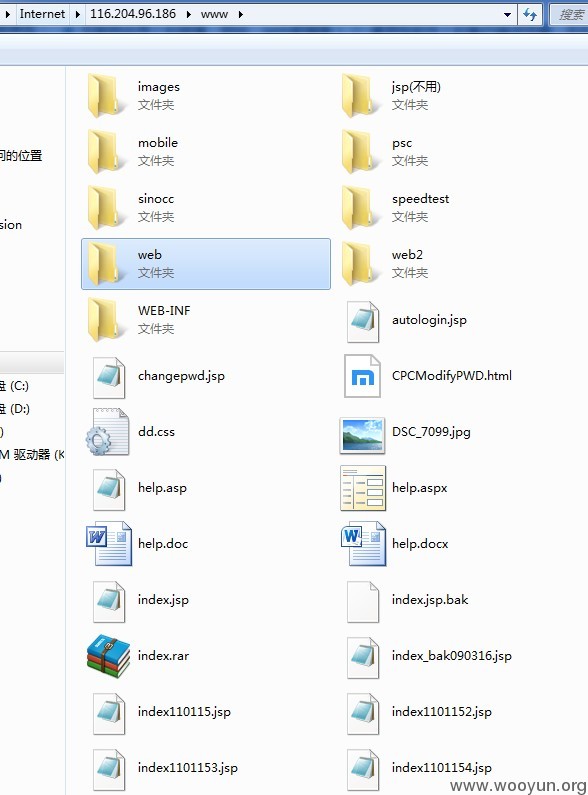 Internet 116.204.96.186 www 搜索
images
文件夹
jsp(不用)
文件夹
mobile
文件夹
psc
文件夹
问的位置
sinocc
文件夹
speedtest
文件夹
sion
web
文件夹
web2
文件夹
WEB-INF
文件夹
autologin.jsp
changepwd.jsp
CPCModifyPWD.html
盘 (C:)
盘 (D:)
)
dd.css
DSC_7099.jpg
M 驱动器 (K
)
help.asp
help.aspx
help.doc
help.docx
index.jsp
index.jsp.bak
index.rar
index_bak090316.jsp
index110115.jsp
index1101152.jsp
index1101153.jsp
index1101154.jsp
www.wooyun.org